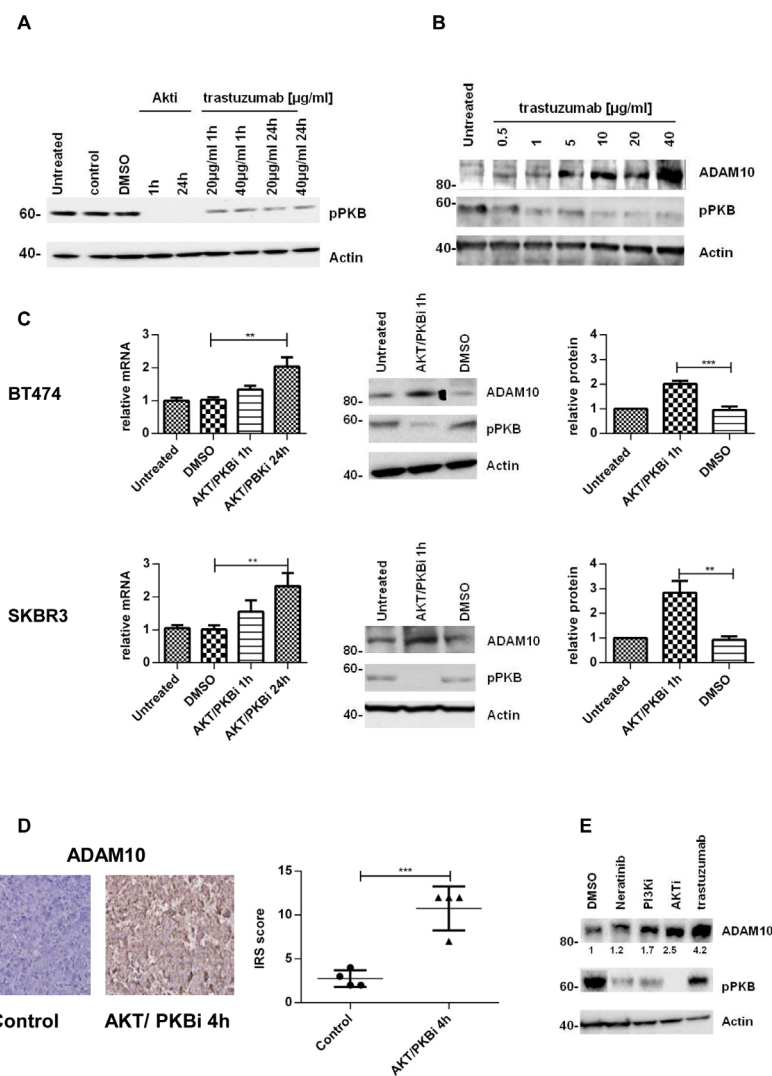 A
Akti
trastuzumab [µg/ml]
Untreated
control
DMSO
1h
24h
20µg/ml 1h
40µg/ml 1h
20µg/ml 24h
40µg/ml 24h
60-
pPKB
40-
Actin
B
Untreated
trastuzumab [µg/ml]
0.5
1
5
10
20
40
80-
ADAM10
60-
pPKB
40-
Actin
C
BT474
relative mRNA
3
2
1
0
**
Untreated
DMSO
AKT/PKBi 1h
AKT/PBKi 24h
Untreated
AKT/PKBi 1h
DMSO
80-
ADAM10
60-
pPKB
40-
Actin
relative protein
4
3
2
1
0
***
Untreated
AKT/PKBi 1h
DMSO
SKBR3
relative mRNA
3
2
1
0
**
Untreated
DMSO
AKT/PKBi 1h
AKT/PKBi 24h
Untreated
AKT/PKBi 1h
DMSO
80-
ADAM10
60-
pPKB
40-
Actin
relative protein
4
3
2
1
0
**
Untreated
AKT/PKBi 1h
DMSO
D
ADAM10
Control
AKT/ PKBi 4h
IRS score
15
10
5
0
***
Control
AKT/PKBi 4h
E
DMSO
Neratinib
PI3Ki
AKTi
trastuzumab
80-
ADAM10
1 1.2 1.7 2.5 4.2
60-
pPKB
40-
Actin